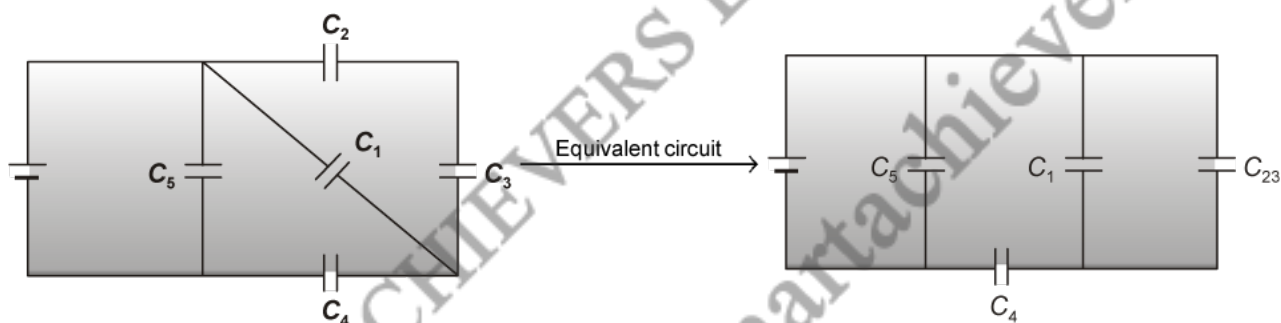 C₂
C₁
C₅
C₃
C₄
Equivalent circuit
C₅
C₁
C₂₃
C₄